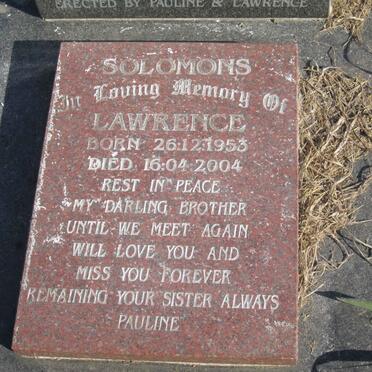 ERECTED BY PAULINE & LAWRENCE
SOLOMONS
In Loving Memory Of
LAWRENCE
BORN 26.12.1953
DIED 16.04.2004
REST IN PEACE
MY DARLING BROTHER
UNTIL WE MEET AGAIN
WILL LOVE YOU AND
MISS YOU FOREVER
REMAINING YOUR SISTER ALWAYS
PAULINE